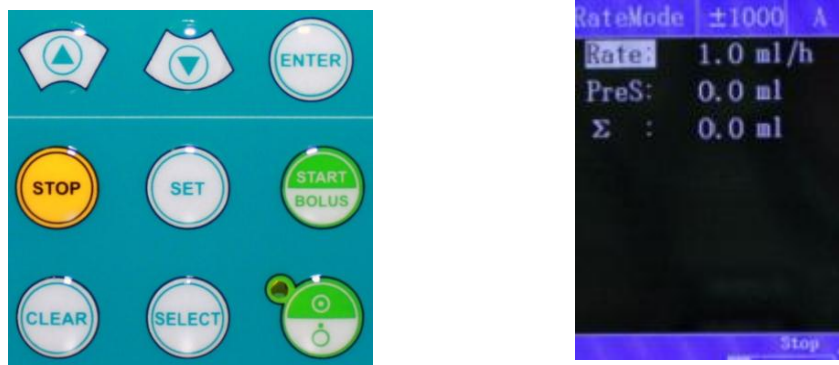 ENTER
STOP
SET
START
BOLUS
CLEAR
SELECT
RateMode ±1000 A
Rate: 1.0 ml/h
PreS: 0.0 ml
Σ : 0.0 ml
Stop